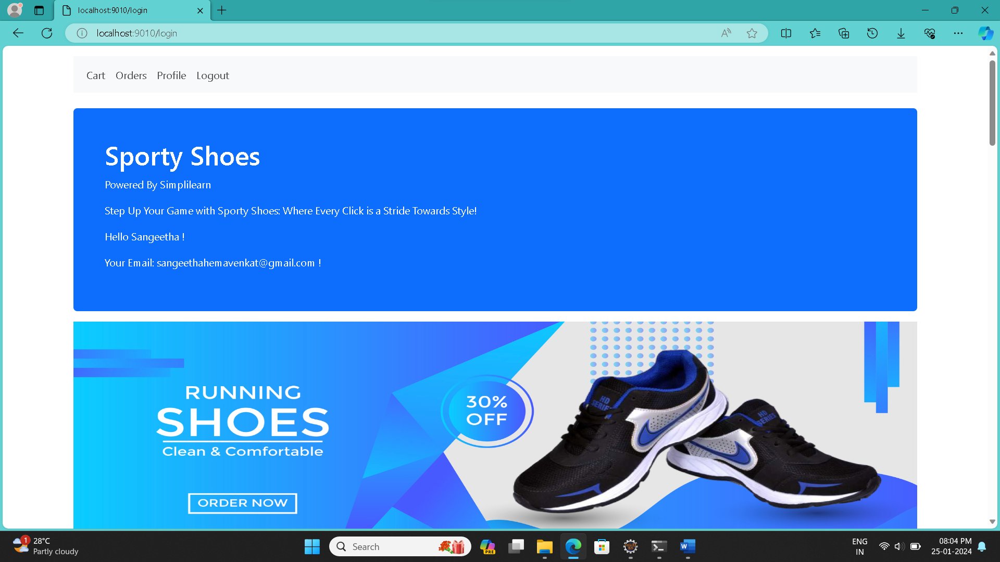 localhost:9010/login
localhost:9010/login
Cart Orders Profile Logout
Sporty Shoes
Powered By Simplilearn
Step Up Your Game with Sporty Shoes: Where Every Click is a Stride Towards Style!
Hello Sangeetha !
Your Email: sangeethahemavenkat@gmail.com !
RUNNING
SHOES
Clean & Comfortable
30%
OFF
ORDER NOW
HD
SERIES
HD
SERIES
1
28°C
Partly cloudy
Search
PRE
W
ENG
IN
08:04 PM
25-01-2024